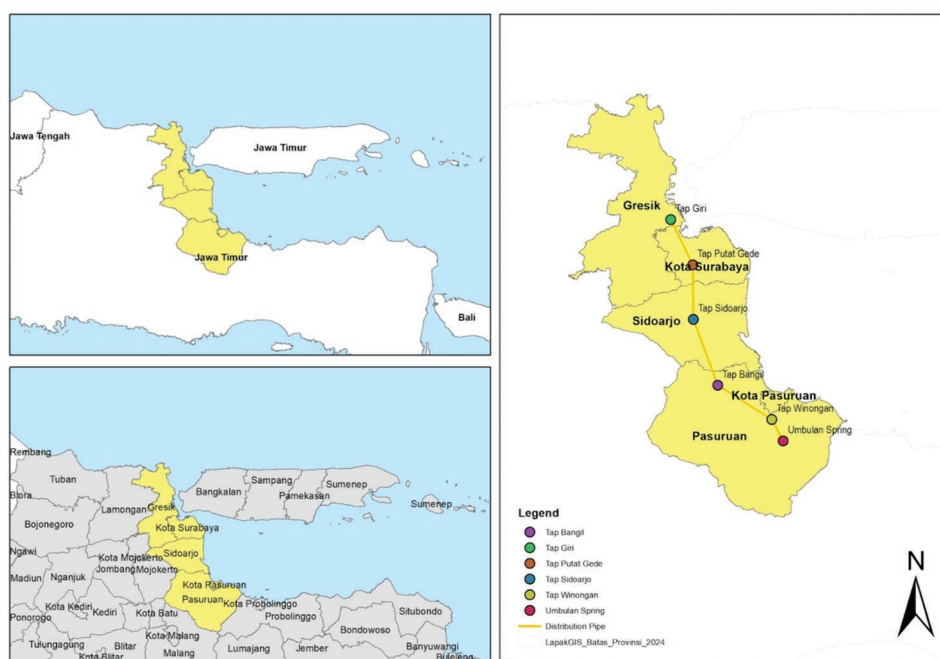 Jawa Tengah
Jawa Timur
Jawa Timur
Bali
Rembang
Tuban
Blora
Lamongan
Bojonegoro
Gresik
Kota Surabaya
Bangkalan
Sampang
Pamekasan
Sumenep
Sumenep
Ngawi
Kota Mojokerto
Sidoarjo
Madiun
Nganjuk
Jombang
Mojokerto
Kota Pasuruan
Pasuruan
Kota Probolinggo
Probolinggo
Situbondo
Ponorogo
Kota Kediri
Kediri
Kota Batu
Kota Malang
Bondowoso
Tulungagung
Blitar
Malang
Lumajang
Jember
Banyuwangi
Kota Blitar
Buleleng
Gresik
Tap Giri
Tap Putat Gede
Kota Surabaya
Tap Sidoarjo
Sidoarjo
Tap Bangil
Kota Pasuruan
Tap Winongan
Umbulan Spring
Pasuruan
Legend
Tap Bangil
Tap Giri
Tap Putat Gede
Tap Sidoarjo
Tap Winongan
Umbulan Spring
Distribution Pipe
LapakGIS_Batas_Provinsi_2024
N